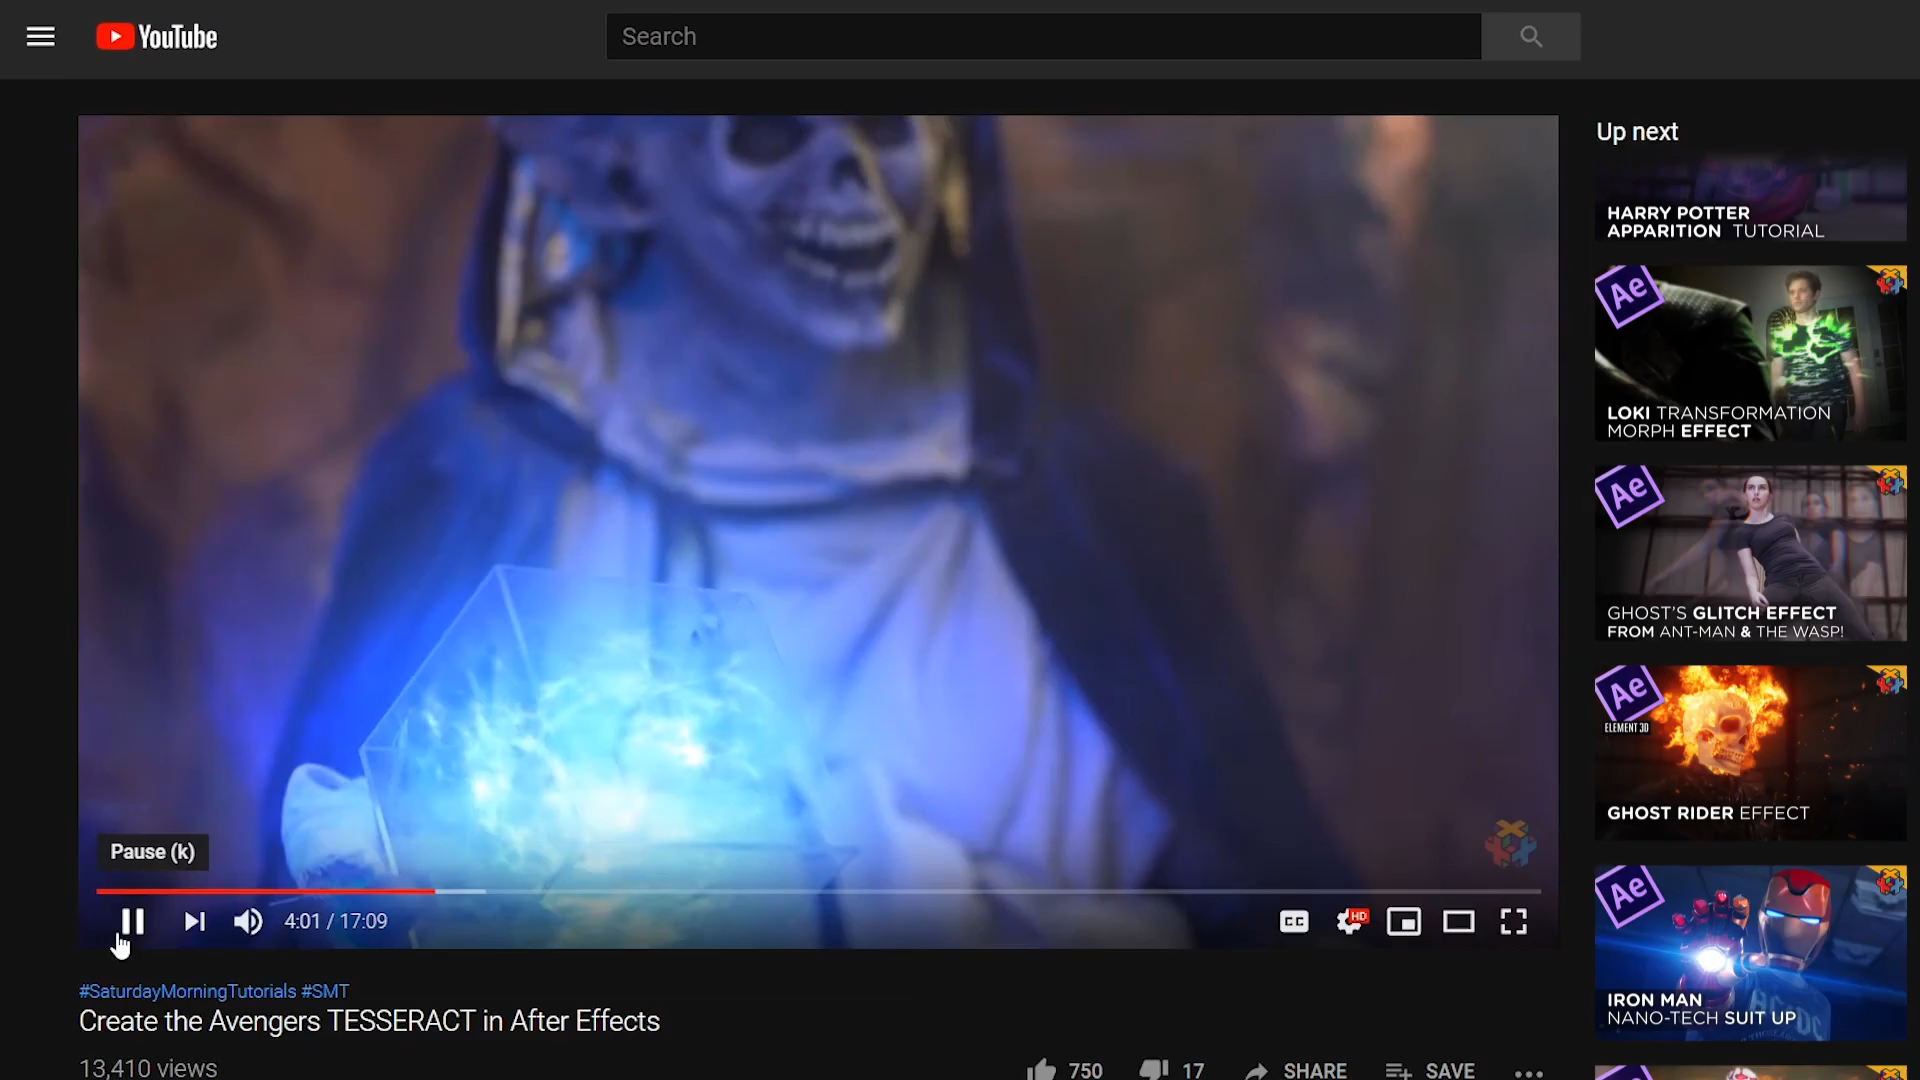 YouTube
Search
Up next
HARRY POTTER
APPARITION TUTORIAL
Ae
LOKI TRANSFORMATION
MORPH EFFECT
Ae
GHOST'S GLITCH EFFECT
FROM ANT-MAN & THE WASP!
Ae
ELEMENT 3D
GHOST RIDER EFFECT
Ae
IRON MAN
NANO-TECH SUIT UP
Pause (k)
4:01 / 17:09
CC
HD
#SaturdayMorningTutorials #SMT
Create the Avengers TESSERACT in After Effects
13,410 views
750
17
SHARE
SAVE